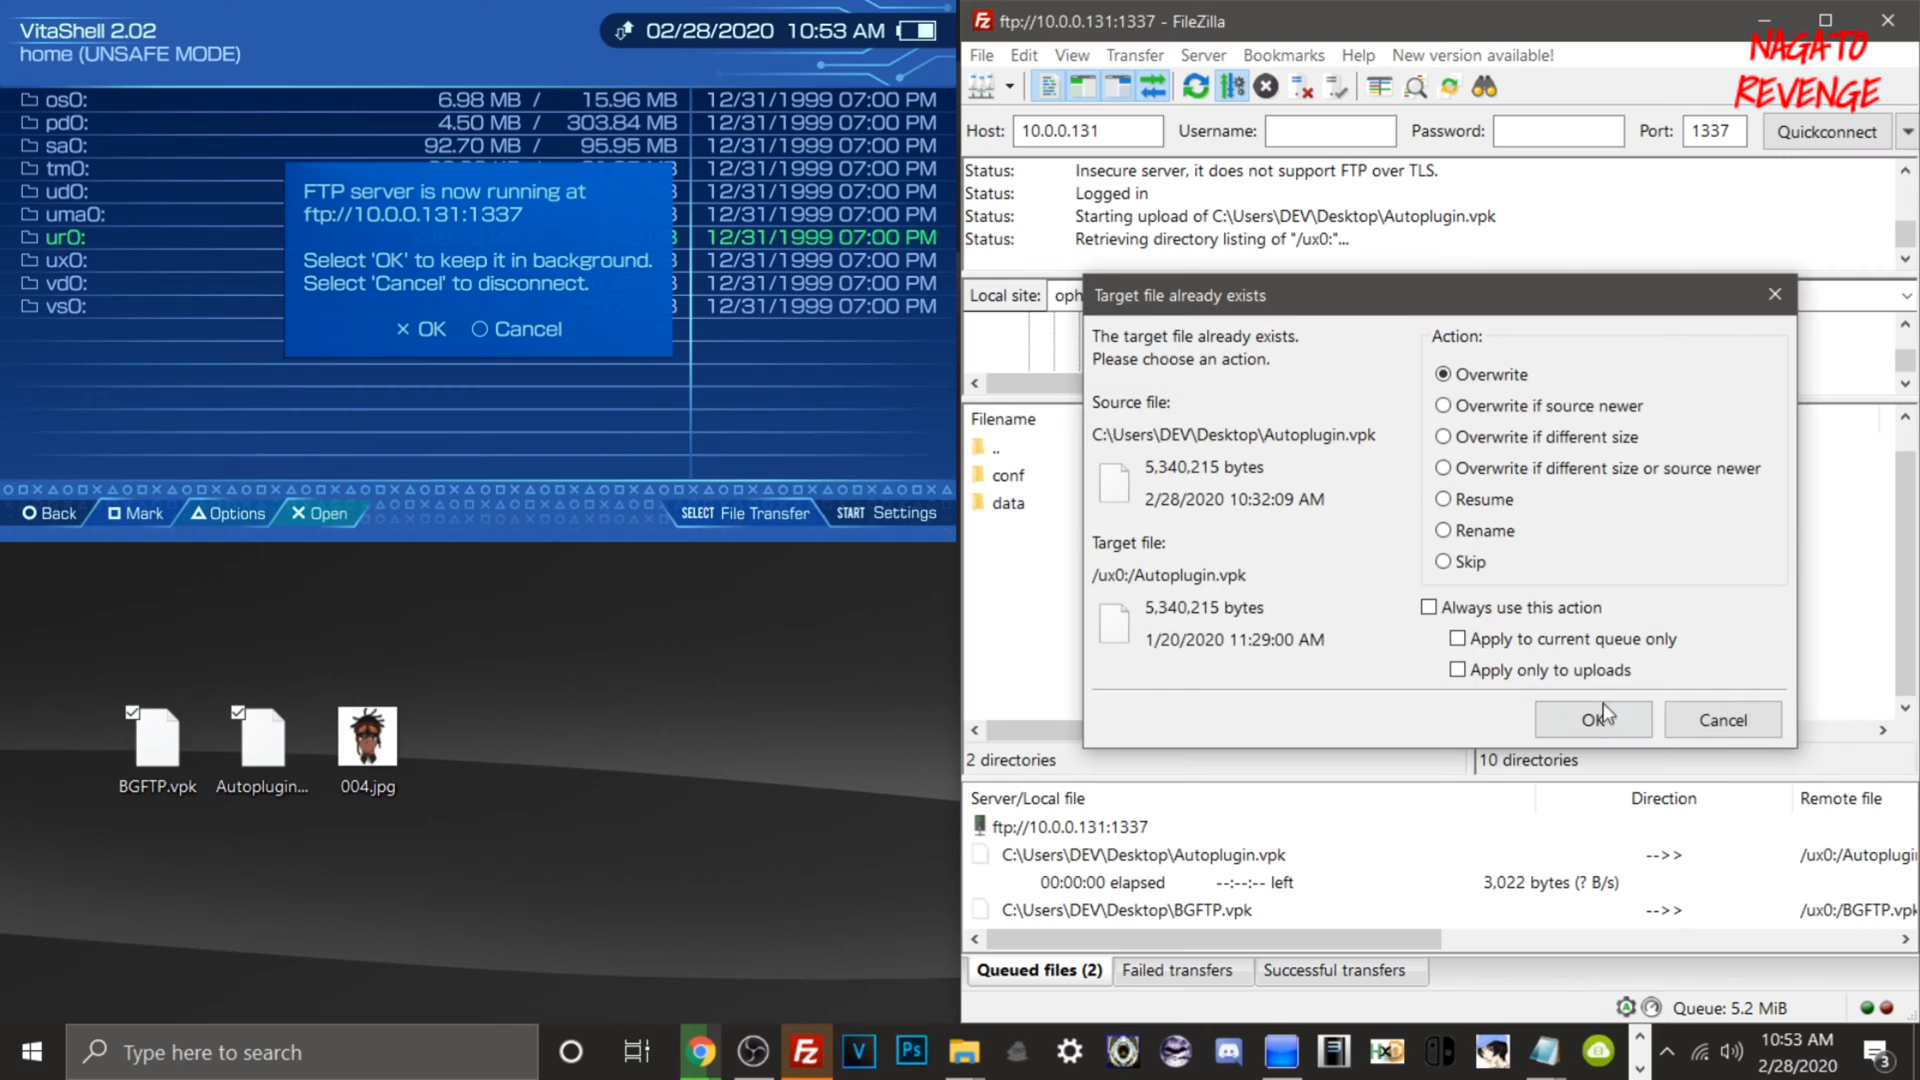 VitaShell 2.02
home (UNSAFE MODE)
02/28/2020 10:53 AM
os0: 6.98 MB / 15.96 MB 12/31/1999 07:00 PM
pd0: 4.50 MB / 303.84 MB 12/31/1999 07:00 PM
sa0: 92.70 MB / 95.95 MB 12/31/1999 07:00 PM
tm0: 12/31/1999 07:00 PM
ud0: 12/31/1999 07:00 PM
uma0: 12/31/1999 07:00 PM
ur0: 12/31/1999 07:00 PM
ux0: 12/31/1999 07:00 PM
vd0: 12/31/1999 07:00 PM
vs0: 12/31/1999 07:00 PM
FTP server is now running at
ftp://10.0.0.131:1337
Select 'OK' to keep it in background.
Select 'Cancel' to disconnect.
× OK ○ Cancel
Back Mark Options Open SELECT File Transfer START Settings
BGFTP.vpk Autoplugin... 004.jpg
ftp://10.0.0.131:1337 - FileZilla
NAGATO
REVENGE
File Edit View Transfer Server Bookmarks Help New version available!
Host: 10.0.0.131 Username: Password: Port: 1337 Quickconnect
Status: Insecure server, it does not support FTP over TLS.
Status: Logged in
Status: Starting upload of C:\Users\DEV\Desktop\Autoplugin.vpk
Status: Retrieving directory listing of "/ux0:"...
Local site:
Filename
..
conf
data
Target file already exists
The target file already exists.
Please choose an action.
Source file:
C:\Users\DEV\Desktop\Autoplugin.vpk
5,340,215 bytes
2/28/2020 10:32:09 AM
Target file:
/ux0:/Autoplugin.vpk
5,340,215 bytes
1/20/2020 11:29:00 AM
Action:
Overwrite
Overwrite if source newer
Overwrite if different size
Overwrite if different size or source newer
Resume
Rename
Skip
Always use this action
Apply to current queue only
Apply only to uploads
OK Cancel
2 directories 10 directories
Server/Local file Direction Remote file
ftp://10.0.0.131:1337
C:\Users\DEV\Desktop\Autoplugin.vpk -->> /ux0:/Autoplugi
00:00:00 elapsed --:--:-- left 3,022 bytes (? B/s)
C:\Users\DEV\Desktop\BGFTP.vpk -->> /ux0:/BGFTP.vpk
Queued files (2) Failed transfers Successful transfers
Queue: 5.2 MiB
Type here to search
10:53 AM
2/28/2020
3